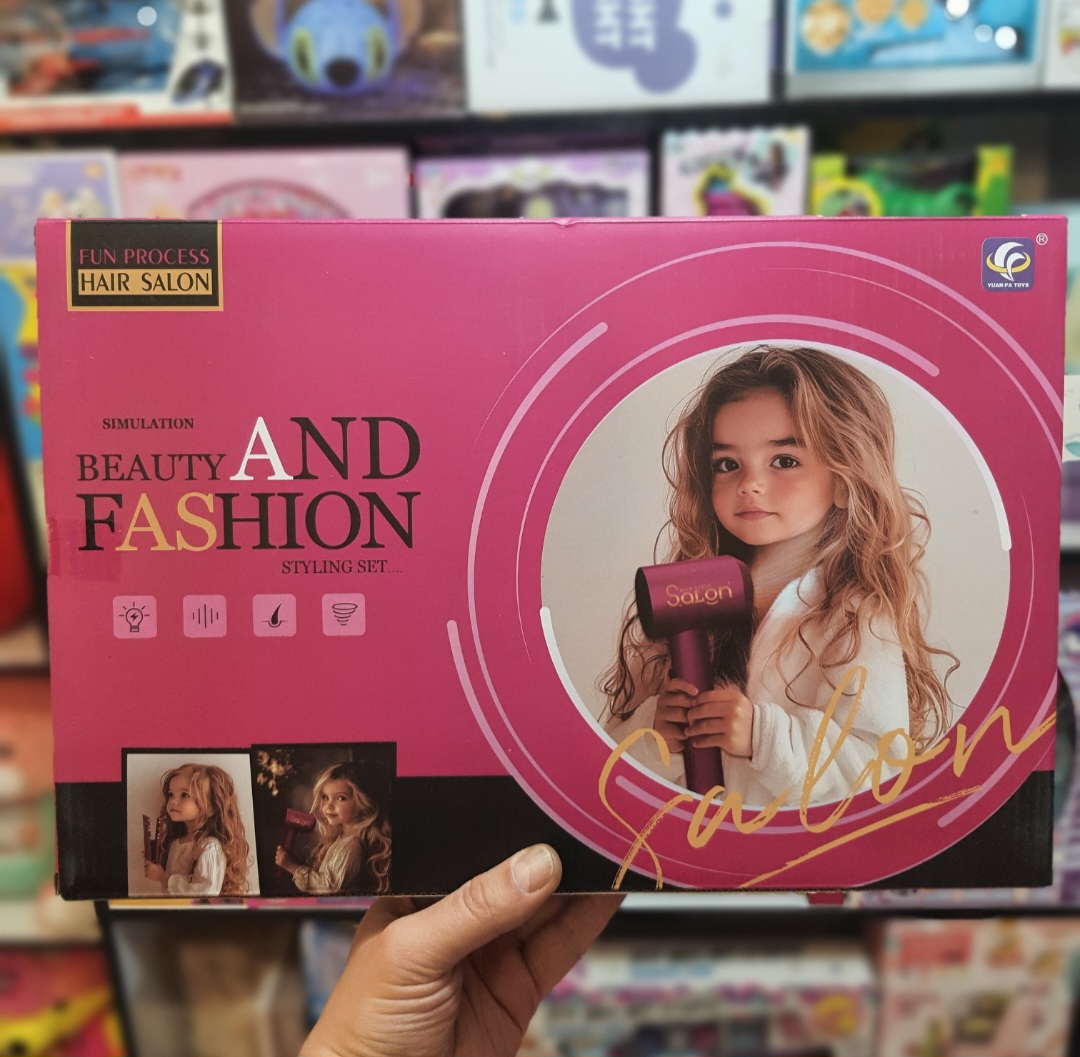 FUN PROCESS
HAIR SALON
®
YUAN FA TOYS
SIMULATION
BEAUTY AND
FASHION
STYLING SET....
Salon
Salon